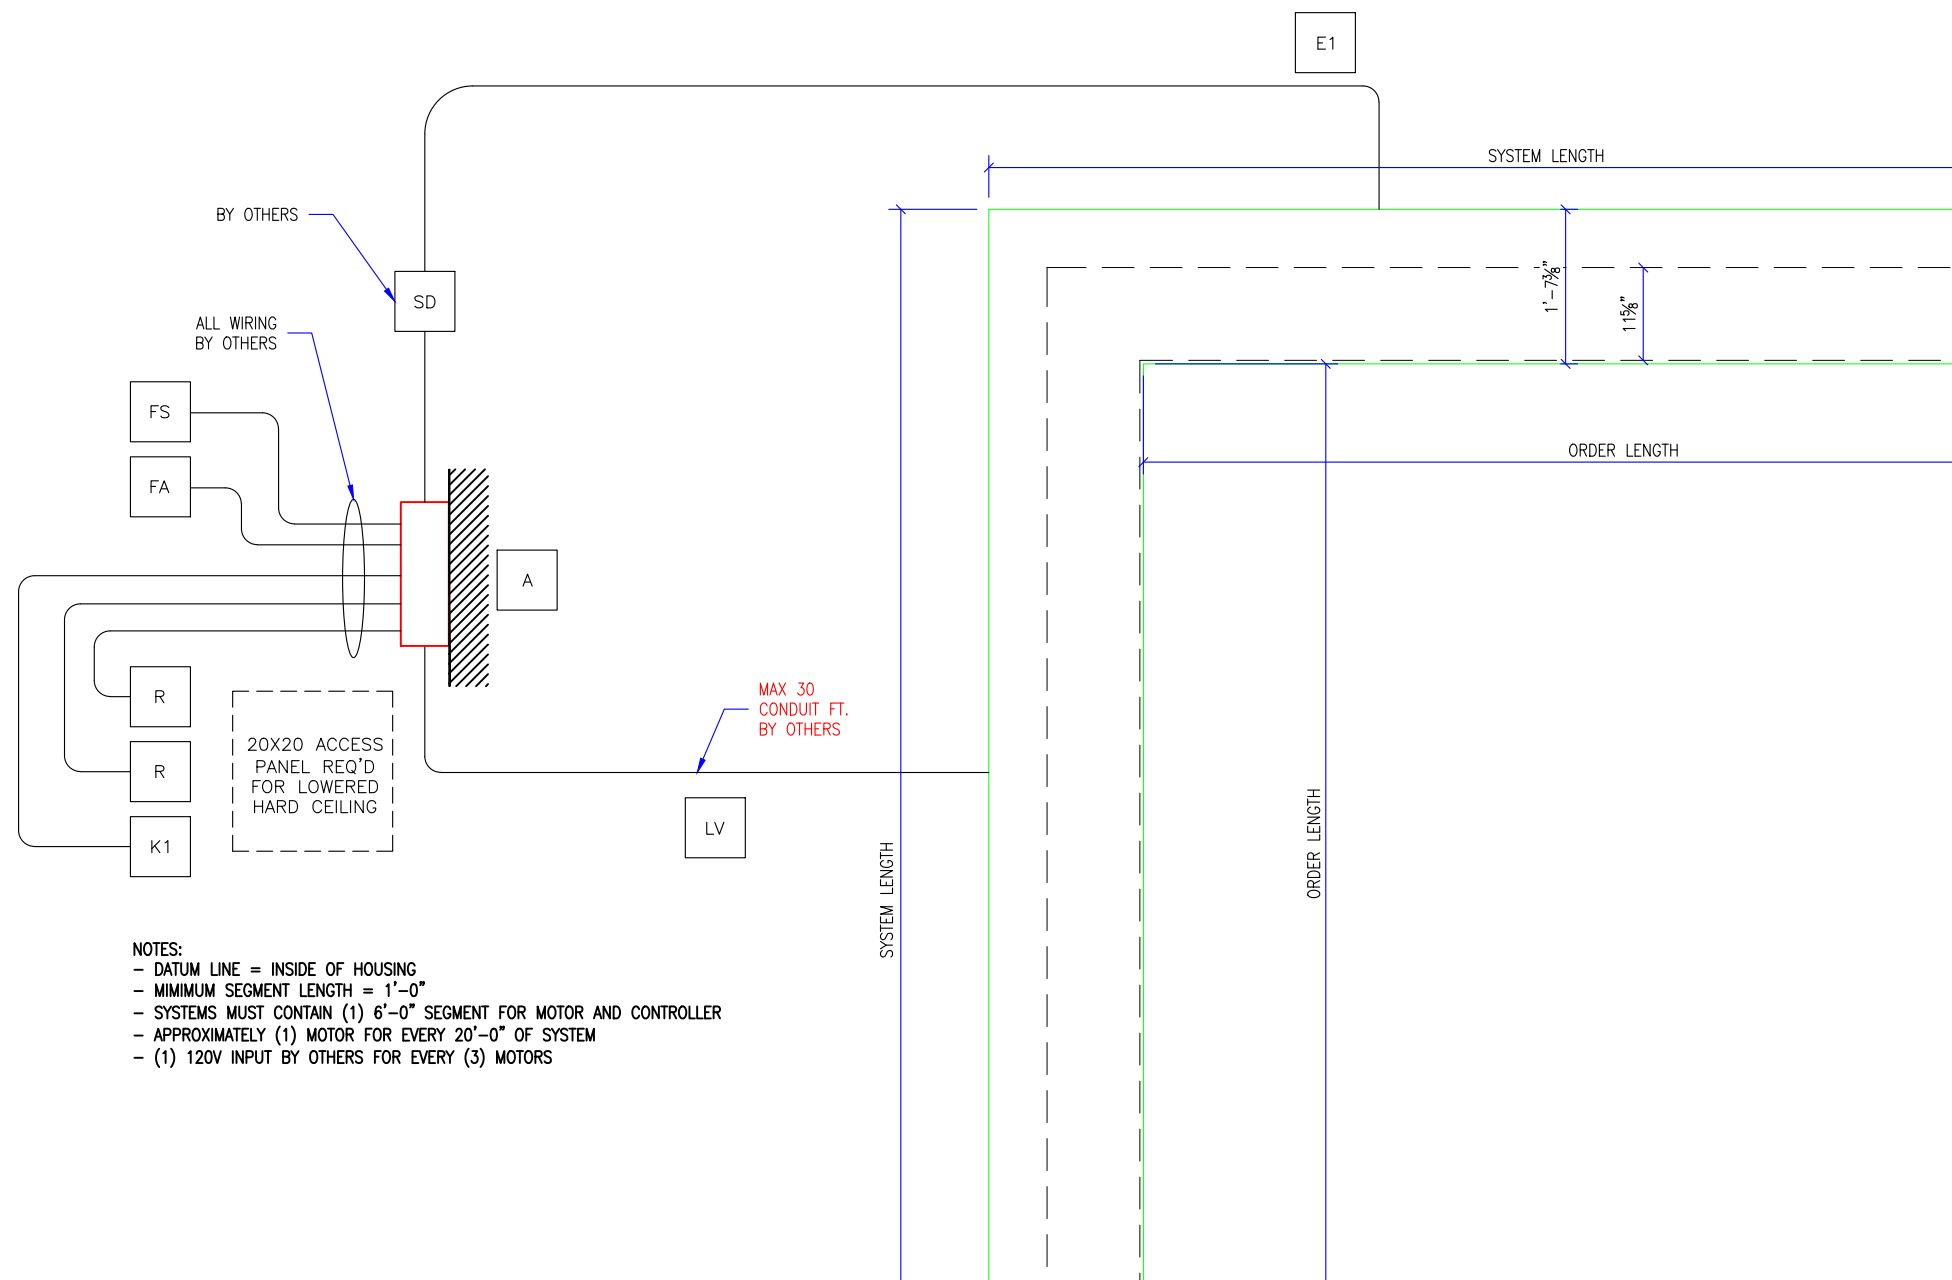 E1
SYSTEM LENGTH
BY OTHERS
1'-7⅜"
11⅝"
SD
ALL WIRING
BY OTHERS
FS
ORDER LENGTH
FA
A
R
MAX 30
CONDUIT FT.
BY OTHERS
20X20 ACCESS
PANEL REQ'D
FOR LOWERED
HARD CEILING
R
LV
K1
SYSTEM LENGTH
ORDER LENGTH
NOTES:
- DATUM LINE = INSIDE OF HOUSING
- MIMIMUM SEGMENT LENGTH = 1'-0"
- SYSTEMS MUST CONTAIN (1) 6'-0" SEGMENT FOR MOTOR AND CONTROLLER
- APPROXIMATELY (1) MOTOR FOR EVERY 20'-0" OF SYSTEM
- (1) 120V INPUT BY OTHERS FOR EVERY (3) MOTORS